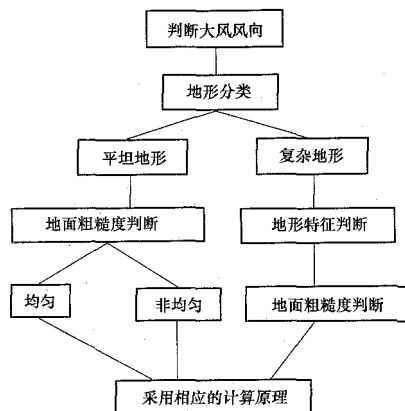 判断大风风向
地形分类
平坦地形
复杂地形
地面粗糙度判断
地形特征判断
均匀
非均匀
地面粗糙度判断
采用相应的计算原理